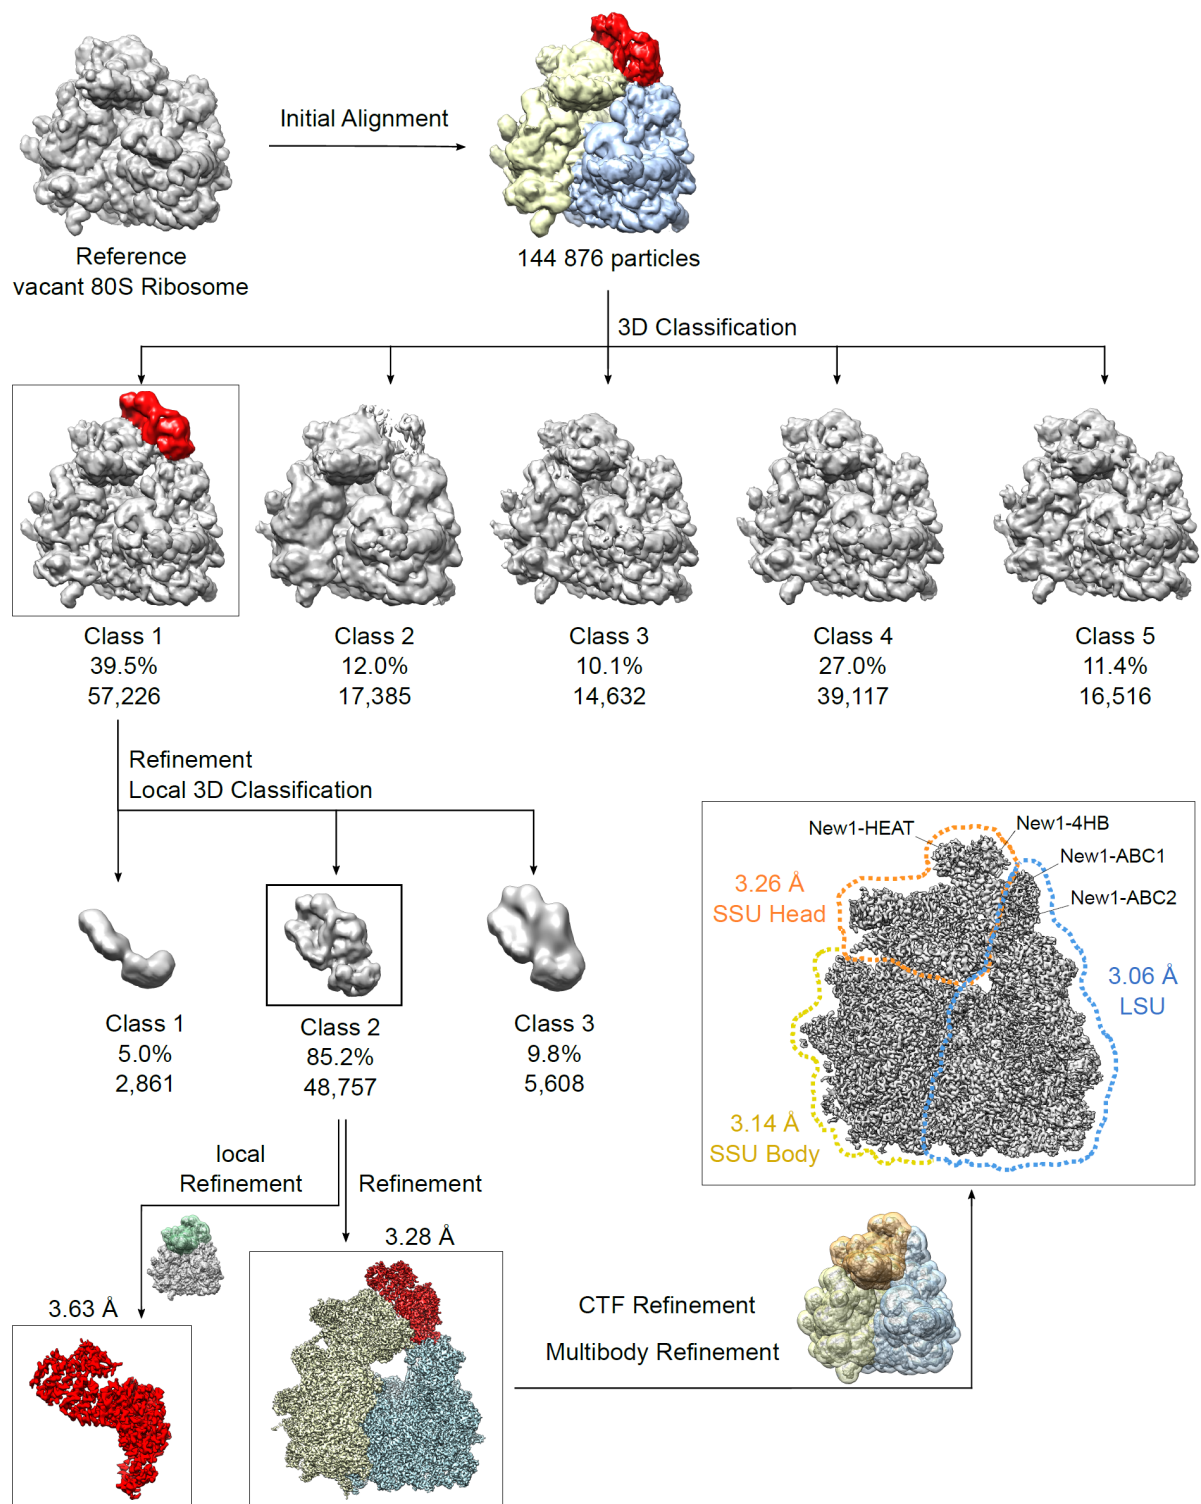 Initial Alignment
Reference
vacant 80S Ribosome
144 876 particles
3D Classification
Class 1
39.5%
57,226
Class 2
12.0%
17,385
Class 3
10.1%
14,632
Class 4
27.0%
39,117
Class 5
11.4%
16,516
Refinement
Local 3D Classification
Class 1
5.0%
2,861
Class 2
85.2%
48,757
Class 3
9.8%
5,608
New1-HEAT
New1-4HB
New1-ABC1
New1-ABC2
3.26 Å
SSU Head
3.06 Å
LSU
3.14 Å
SSU Body
local
Refinement
Refinement
3.63 Å
3.28 Å
CTF Refinement
Multibody Refinement